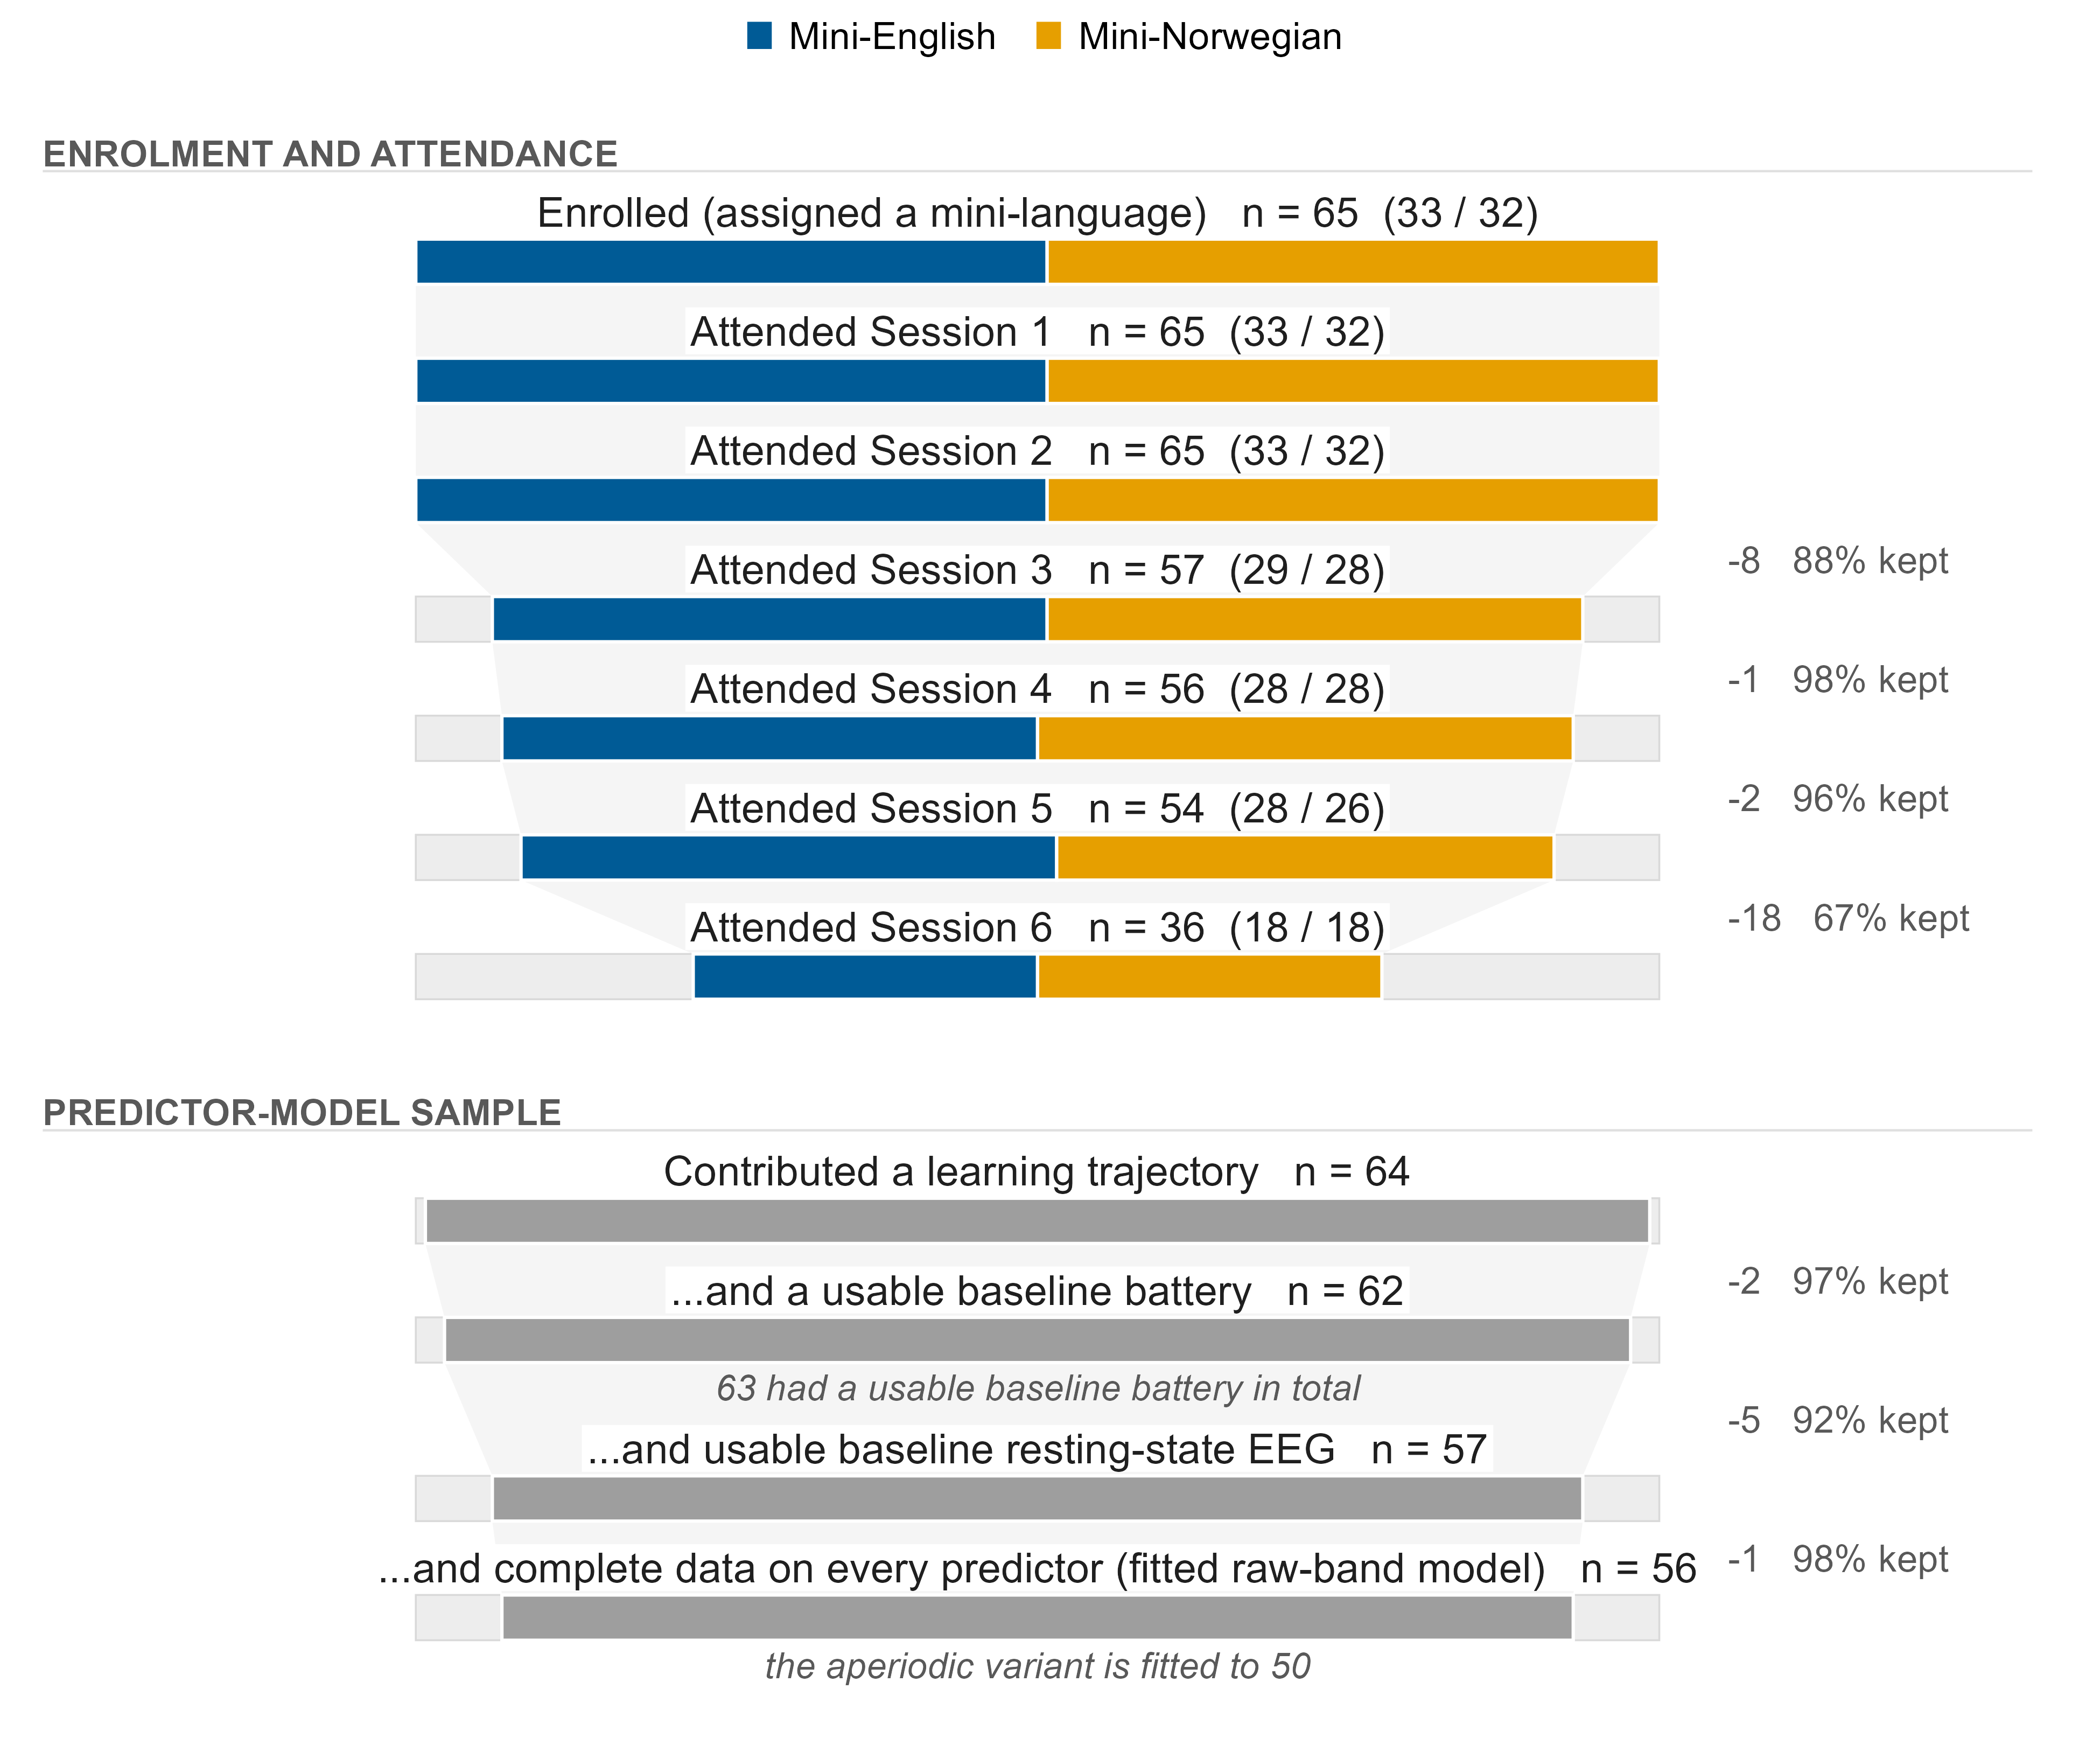 Mini-English Mini-Norwegian
ENROLMENT AND ATTENDANCE
Enrolled (assigned a mini-language) n = 65 (33 / 32)
Attended Session 1 n = 65 (33 / 32)
Attended Session 2 n = 65 (33 / 32)
Attended Session 3 n = 57 (29 / 28) -8 88% kept
Attended Session 4 n = 56 (28 / 28) -1 98% kept
Attended Session 5 n = 54 (28 / 26) -2 96% kept
Attended Session 6 n = 36 (18 / 18) -18 67% kept
PREDICTOR-MODEL SAMPLE
Contributed a learning trajectory n = 64
...and a usable baseline battery n = 62 -2 97% kept
63 had a usable baseline battery in total
...and usable baseline resting-state EEG n = 57 -5 92% kept
...and complete data on every predictor (fitted raw-band model) n = 56 -1 98% kept
the aperiodic variant is fitted to 50